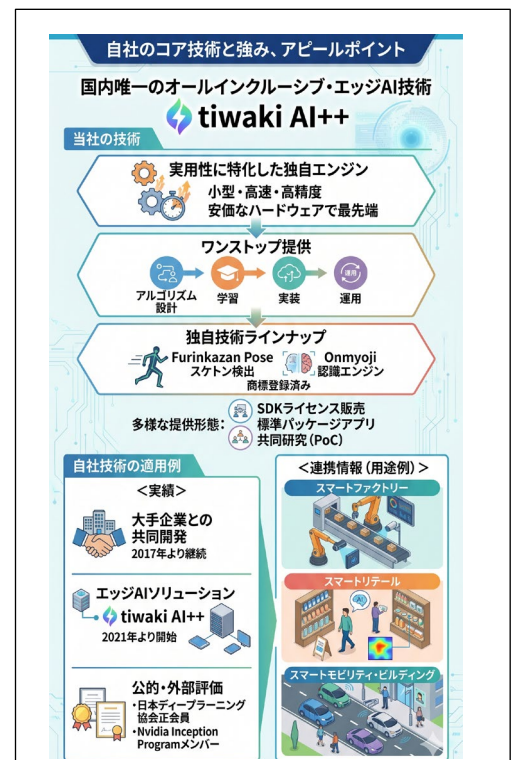 自社のコア技術と強み、アピールポイント
国内唯一のオールインクルーシブ・エッジAI技術
tiwaki AI++
当社の技術
実用性に特化した独自エンジン
小型・高速・高精度
安価なハードウェアで最先端
ワンストップ提供
アルゴリズム
設計
学習
実装
運用
運用
独自技術ラインナップ
Furinkazan Pose
スケトン検出
Onmyoji
認識エンジン
商標登録済み
多様な提供形態:
SDKライセンス販売
標準パッケージアプリ
共同研究(PoC)
自社技術の適用例
<実績>
大手企業との
共同開発
2017年より継続
エッジAIソリューション
tiwaki AI++
2021年より開始
公的・外部評価
・日本ディープラーニング
協会正会員
・Nvidia Inception
Programメンバー
<連携情報(用途例)>
スマートファクトリー
スマートリテール
AI
スマートモビリティ・ビルディング